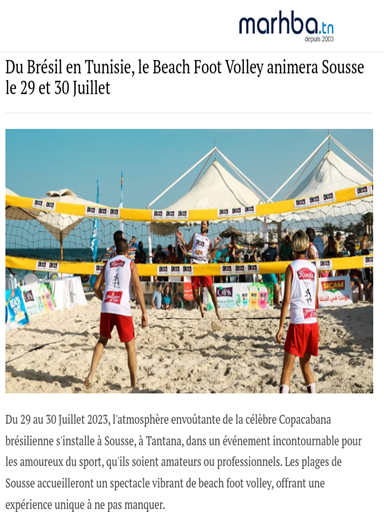 marhba.tn
depuis 2003
Du Brésil en Tunisie, le Beach Foot Volley animera Sousse
le 29 et 30 Juillet
SICAM
Du 29 au 30 Juillet 2023, l'atmosphère envoûtante de la célèbre Copacabana
brésilienne s'installe à Sousse, à Tantana, dans un événement incontournable pour
les amoureux du sport, qu'ils soient amateurs ou professionnels. Les plages de
Sousse accueilleront un spectacle vibrant de beach foot volley, offrant une
expérience unique à ne pas manquer.